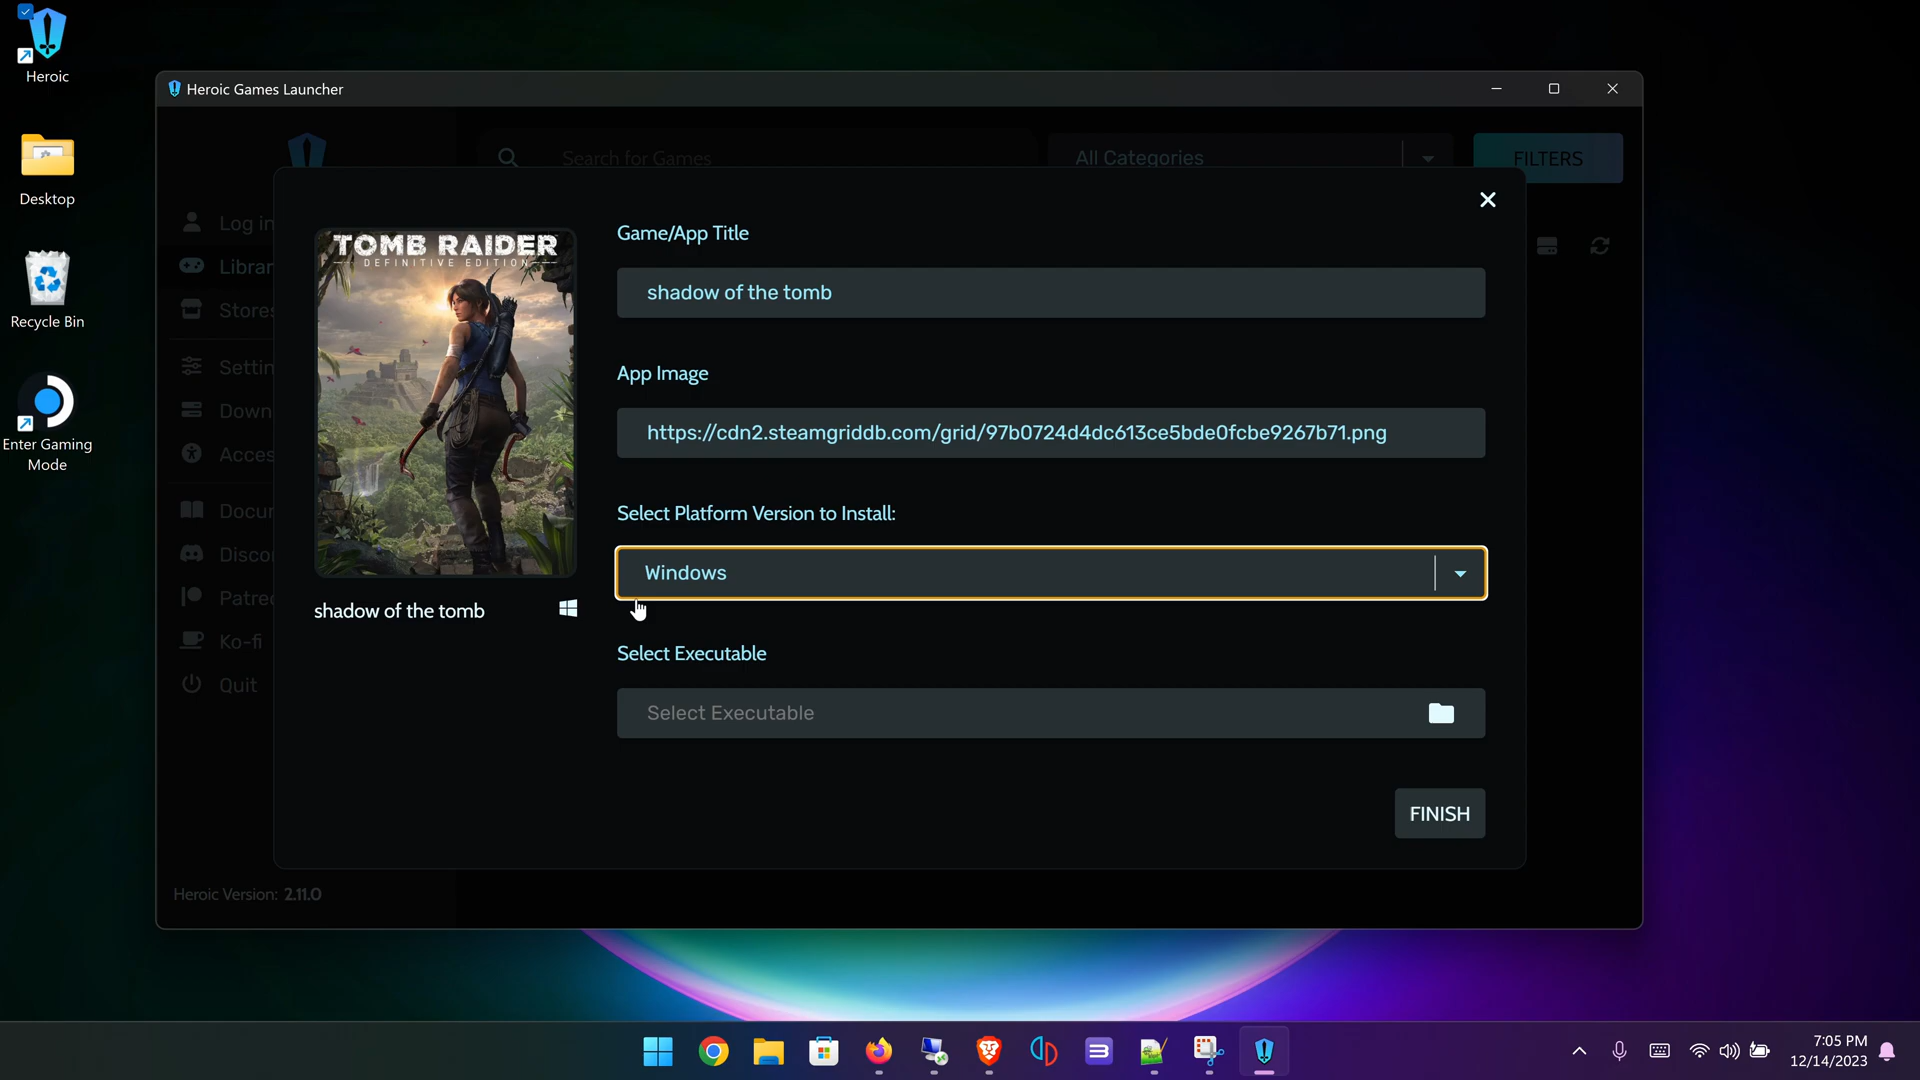 Heroic
Desktop
Recycle Bin
Enter Gaming
Mode
Heroic Games Launcher
Search for Games
All Categories
FILTERS
Log in
Librar
Stores
Settin
Down
Acces
Docum
Discor
Patreo
Ko-fi
Quit
Heroic Version: 2.11.0
TOMB RAIDER
DEFINITIVE EDITION
shadow of the tomb
Game/App Title
shadow of the tomb
App Image
https://cdn2.steamgriddb.com/grid/97b0724d4dc613ce5bde0fcbe9267b71.png
Select Platform Version to Install:
Windows
Select Executable
Select Executable
FINISH
7:05 PM
12/14/2023